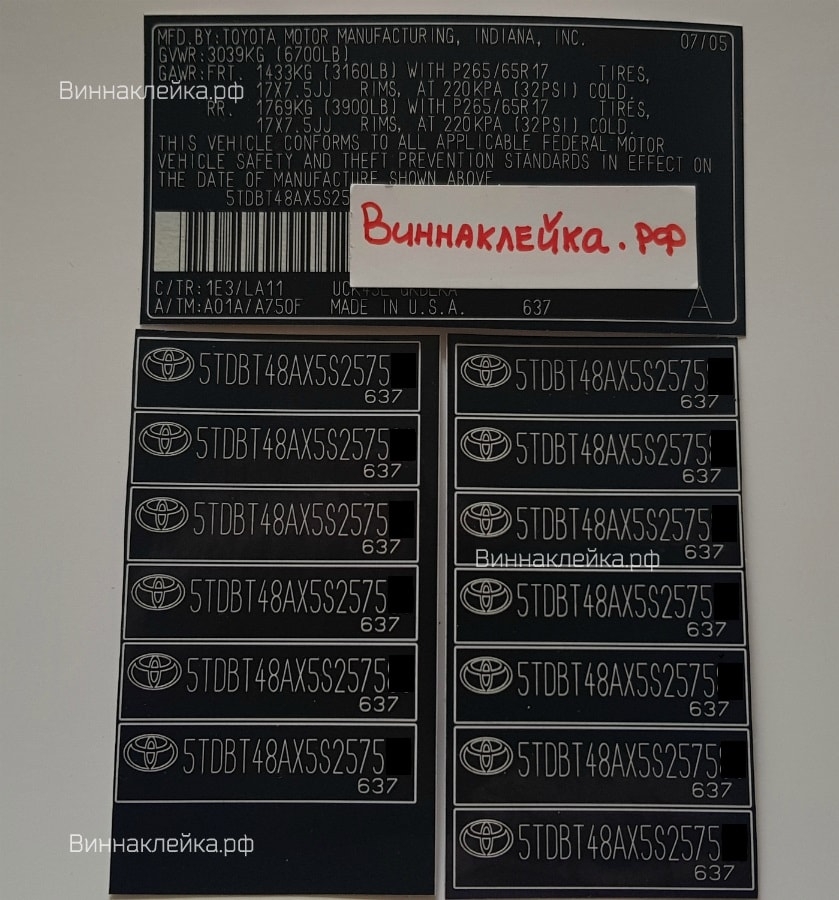 MFD.BY:TOYOTA MOTOR MANUFACTURING, INDIANA, INC. 07/05
GVWR:3039KG (6700LB)
GAWR:FRT. 1433KG (3160LB) WITH P265/65R17 TIRES,
Виннаклейка.рф
17X7.5JJ RIMS, AT 220KPA (32PSI) COLD.
RR. 1769KG (3900LB) WITH P265/65R17 TIRES,
17X7.5JJ RIMS, AT 220KPA (32PSI) COLD.
THIS VEHICLE CONFORMS TO ALL APPLICABLE FEDERAL MOTOR
VEHICLE SAFETY AND THEFT PREVENTION STANDARDS IN EFFECT ON
THE DATE OF MANUFACTURE SHOWN ABOVE
5TDBT48AX5S25
Виннаклейка.рф
C/TR:1E3/LA11
A/TM:A01A/A750F MADE IN U.S.A. 637 A
5TDBT48AX5S2575
637
5TDBT48AX5S2575
637
5TDBT48AX5S2575
637
5TDBT48AX5S2575
637
5TDBT48AX5S2575
637
5TDBT48AX5S2575
637
Виннаклейка.рф
5TDBT48AX5S2575
637
5TDBT48AX5S2575
637
5TDBT48AX5S2575
637
Виннаклейка.рф
5TDBT48AX5S2575
637
5TDBT48AX5S2575
637
5TDBT48AX5S2575
637
5TDBT48AX5S2575
637